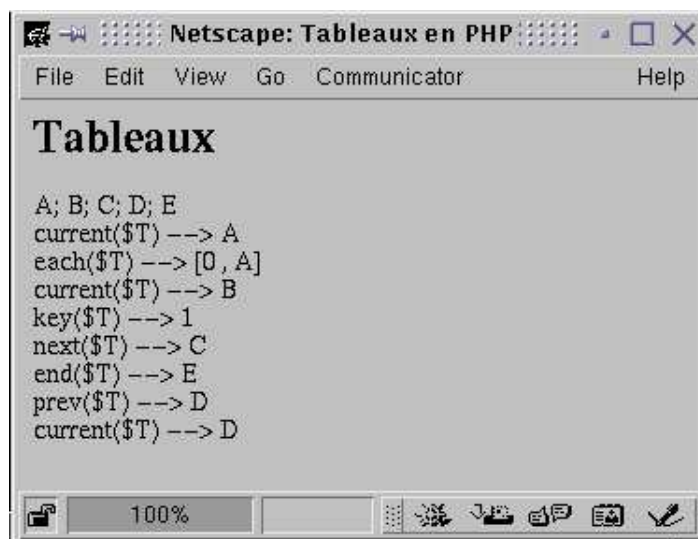 Netscape: Tableaux en PHP
File Edit View Go Communicator Help
Tableaux
A; B; C; D; E
current($T) --> A
each($T) --> [0 , A]
current($T) --> B
key($T) --> 1
next($T) --> C
end($T) --> E
prev($T) --> D
current($T) --> D
100%